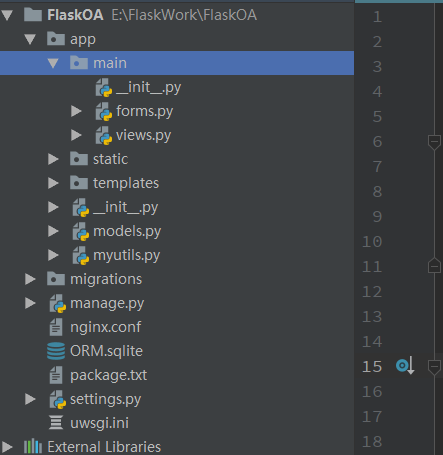 FlaskOA E:\FlaskWork\FlaskOA
app
main
__init__.py
forms.py
views.py
static
templates
__init__.py
models.py
myutils.py
migrations
manage.py
nginx.conf
ORM.sqlite
package.txt
settings.py
uwsgi.ini
External Libraries
1
2
3
4
5
6
7
8
9
10
11
12
13
14
15
16
17
18